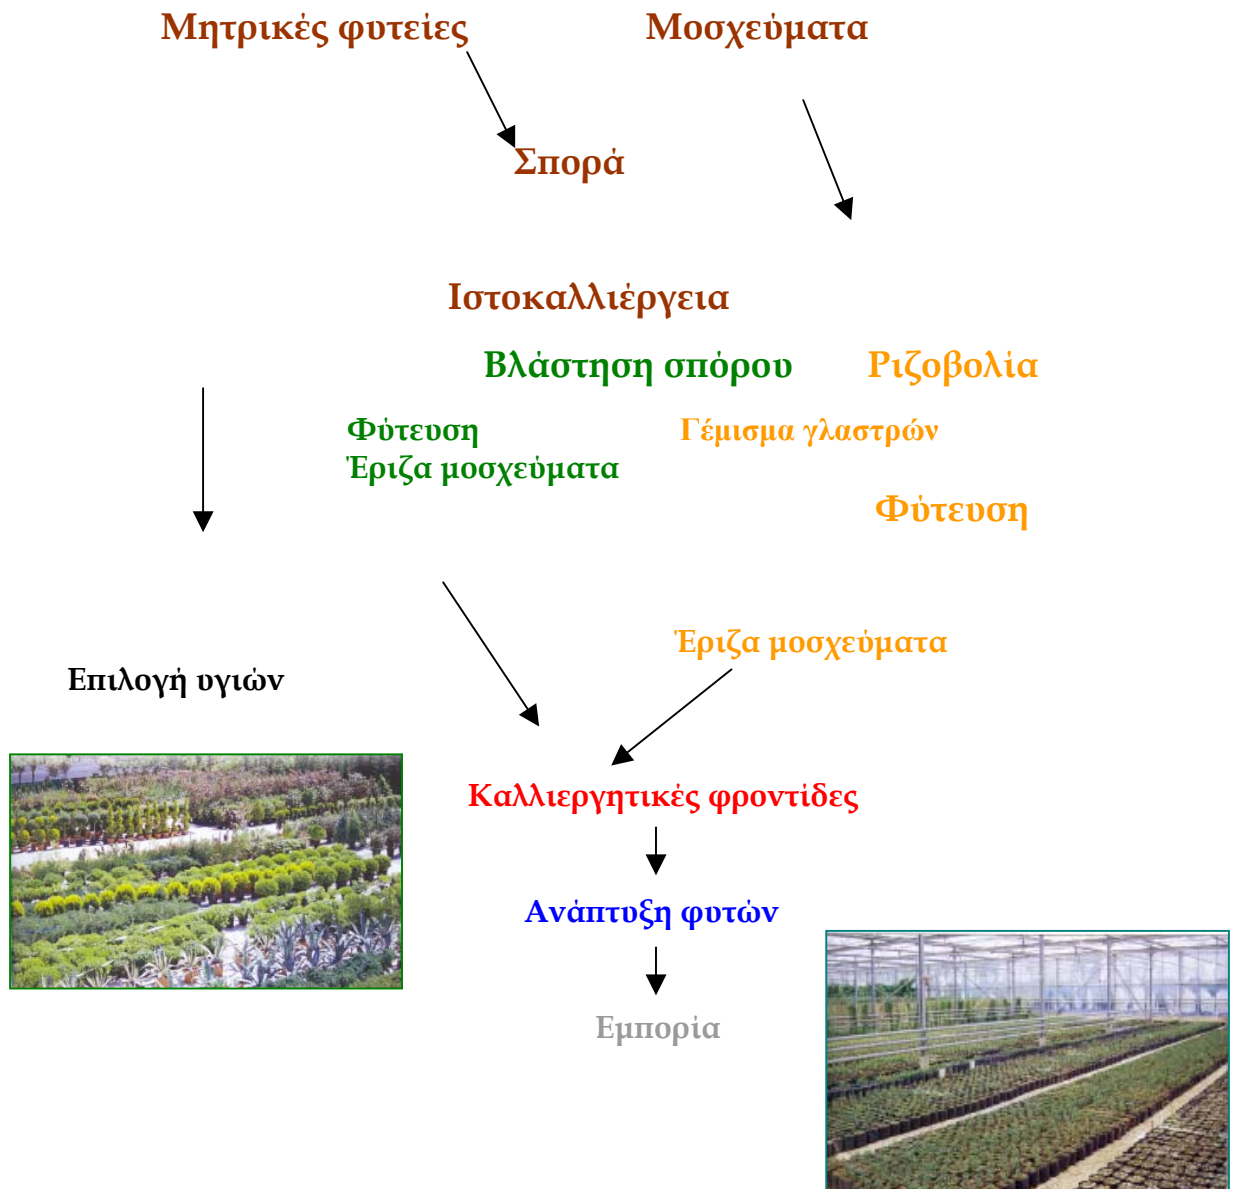 Μητρικές φυτείες
Μοσχεύματα
Σπορά
Ιστοκαλλιέργεια
Βλάστηση σπόρου
Ριζοβολία
Φύτευση
Έριζα μοσχεύματα
Γέμισμα γλαστρών
Φύτευση
Έριζα μοσχεύματα
Επιλογή υγιών
Καλλιεργητικές φροντίδες
Ανάπτυξη φυτών
Εμπορία